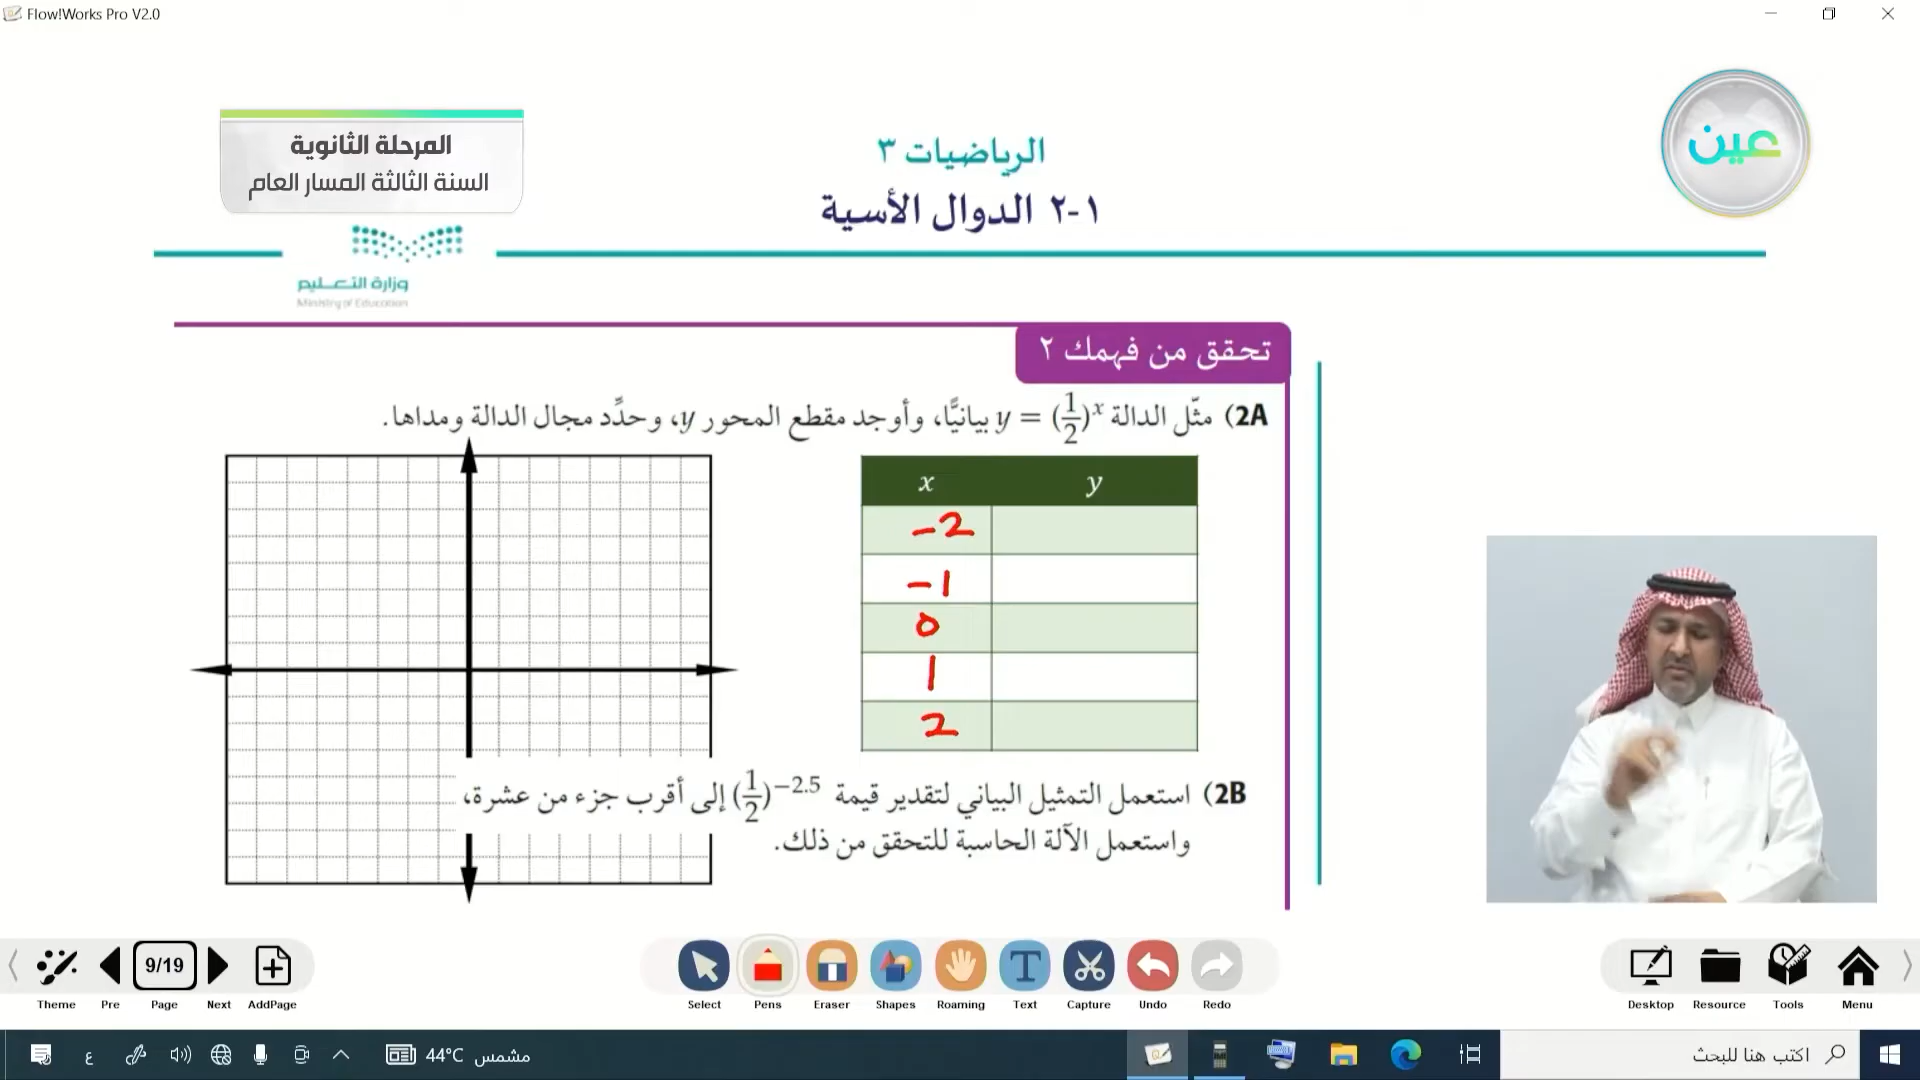 Flow!Works Pro V2.0
عين
الرياضيات ٣
٢-١ الدوال الأسية
المرحلة الثانوية
السنة الثالثة المسار العام
وزارة التعليم
Ministry of Education
تحقق من فهمك ٢
2A) مثّل الدالة y = (1/2)^x بيانيًّا، وأوجد مقطع المحور y، وحدِّد مجال الدالة ومداها.
x y
-2
-1
0
1
2
2B) استعمل التمثيل البياني لتقدير قيمة (1/2)^-2.5 إلى أقرب جزء من عشرة،
واستعمل الآلة الحاسبة للتحقق من ذلك.
9/19
Theme Pre Page Next AddPage Select Pens Eraser Shapes Roaming Text Capture Undo Redo Desktop Resource Tools Menu
ع 44°C مشمس اكتب هنا للبحث